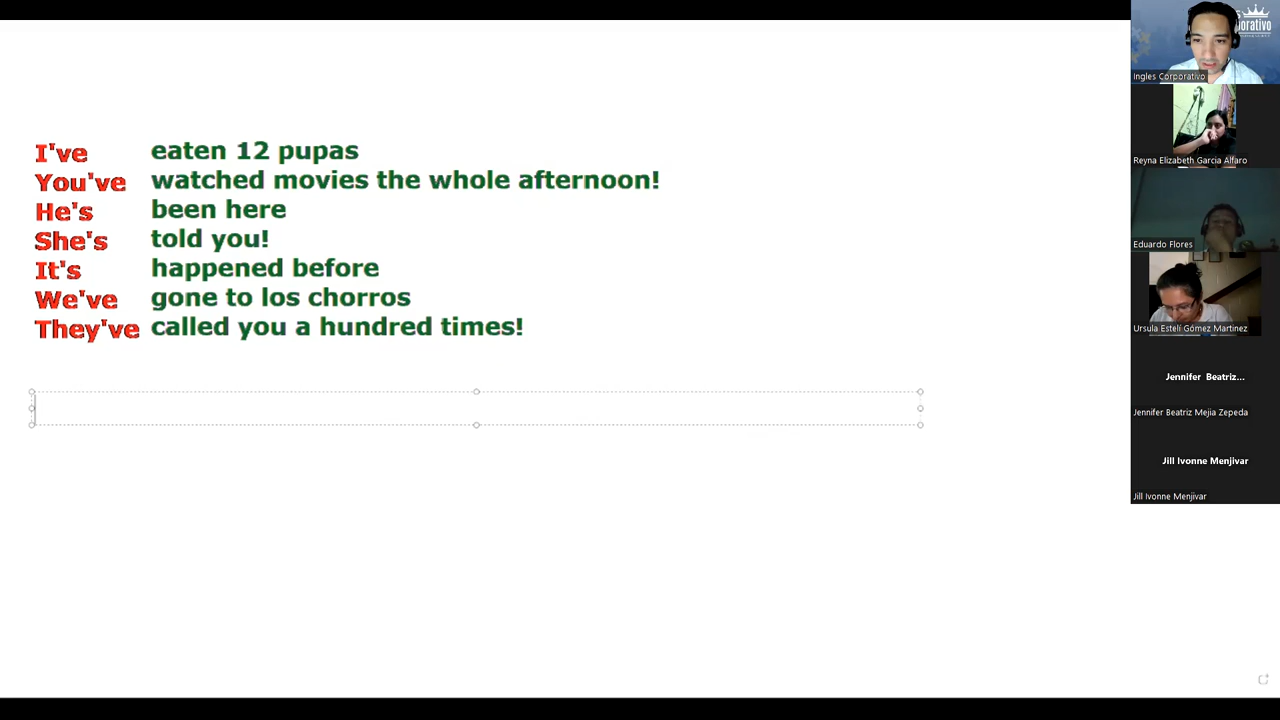 I've eaten 12 pupas
You've watched movies the whole afternoon!
He's been here
She's told you!
It's happened before
We've gone to los chorros
They've called you a hundred times!
Ingles Corporativo
Reyna Elizabeth Garcia Alfaro
Eduardo Flores
Ursula Estelí Gómez Martinez
Jennifer Beatriz...
Jennifer Beatriz Mejia Zepeda
Jill Ivonne Menjivar
Jill Ivonne Menjivar